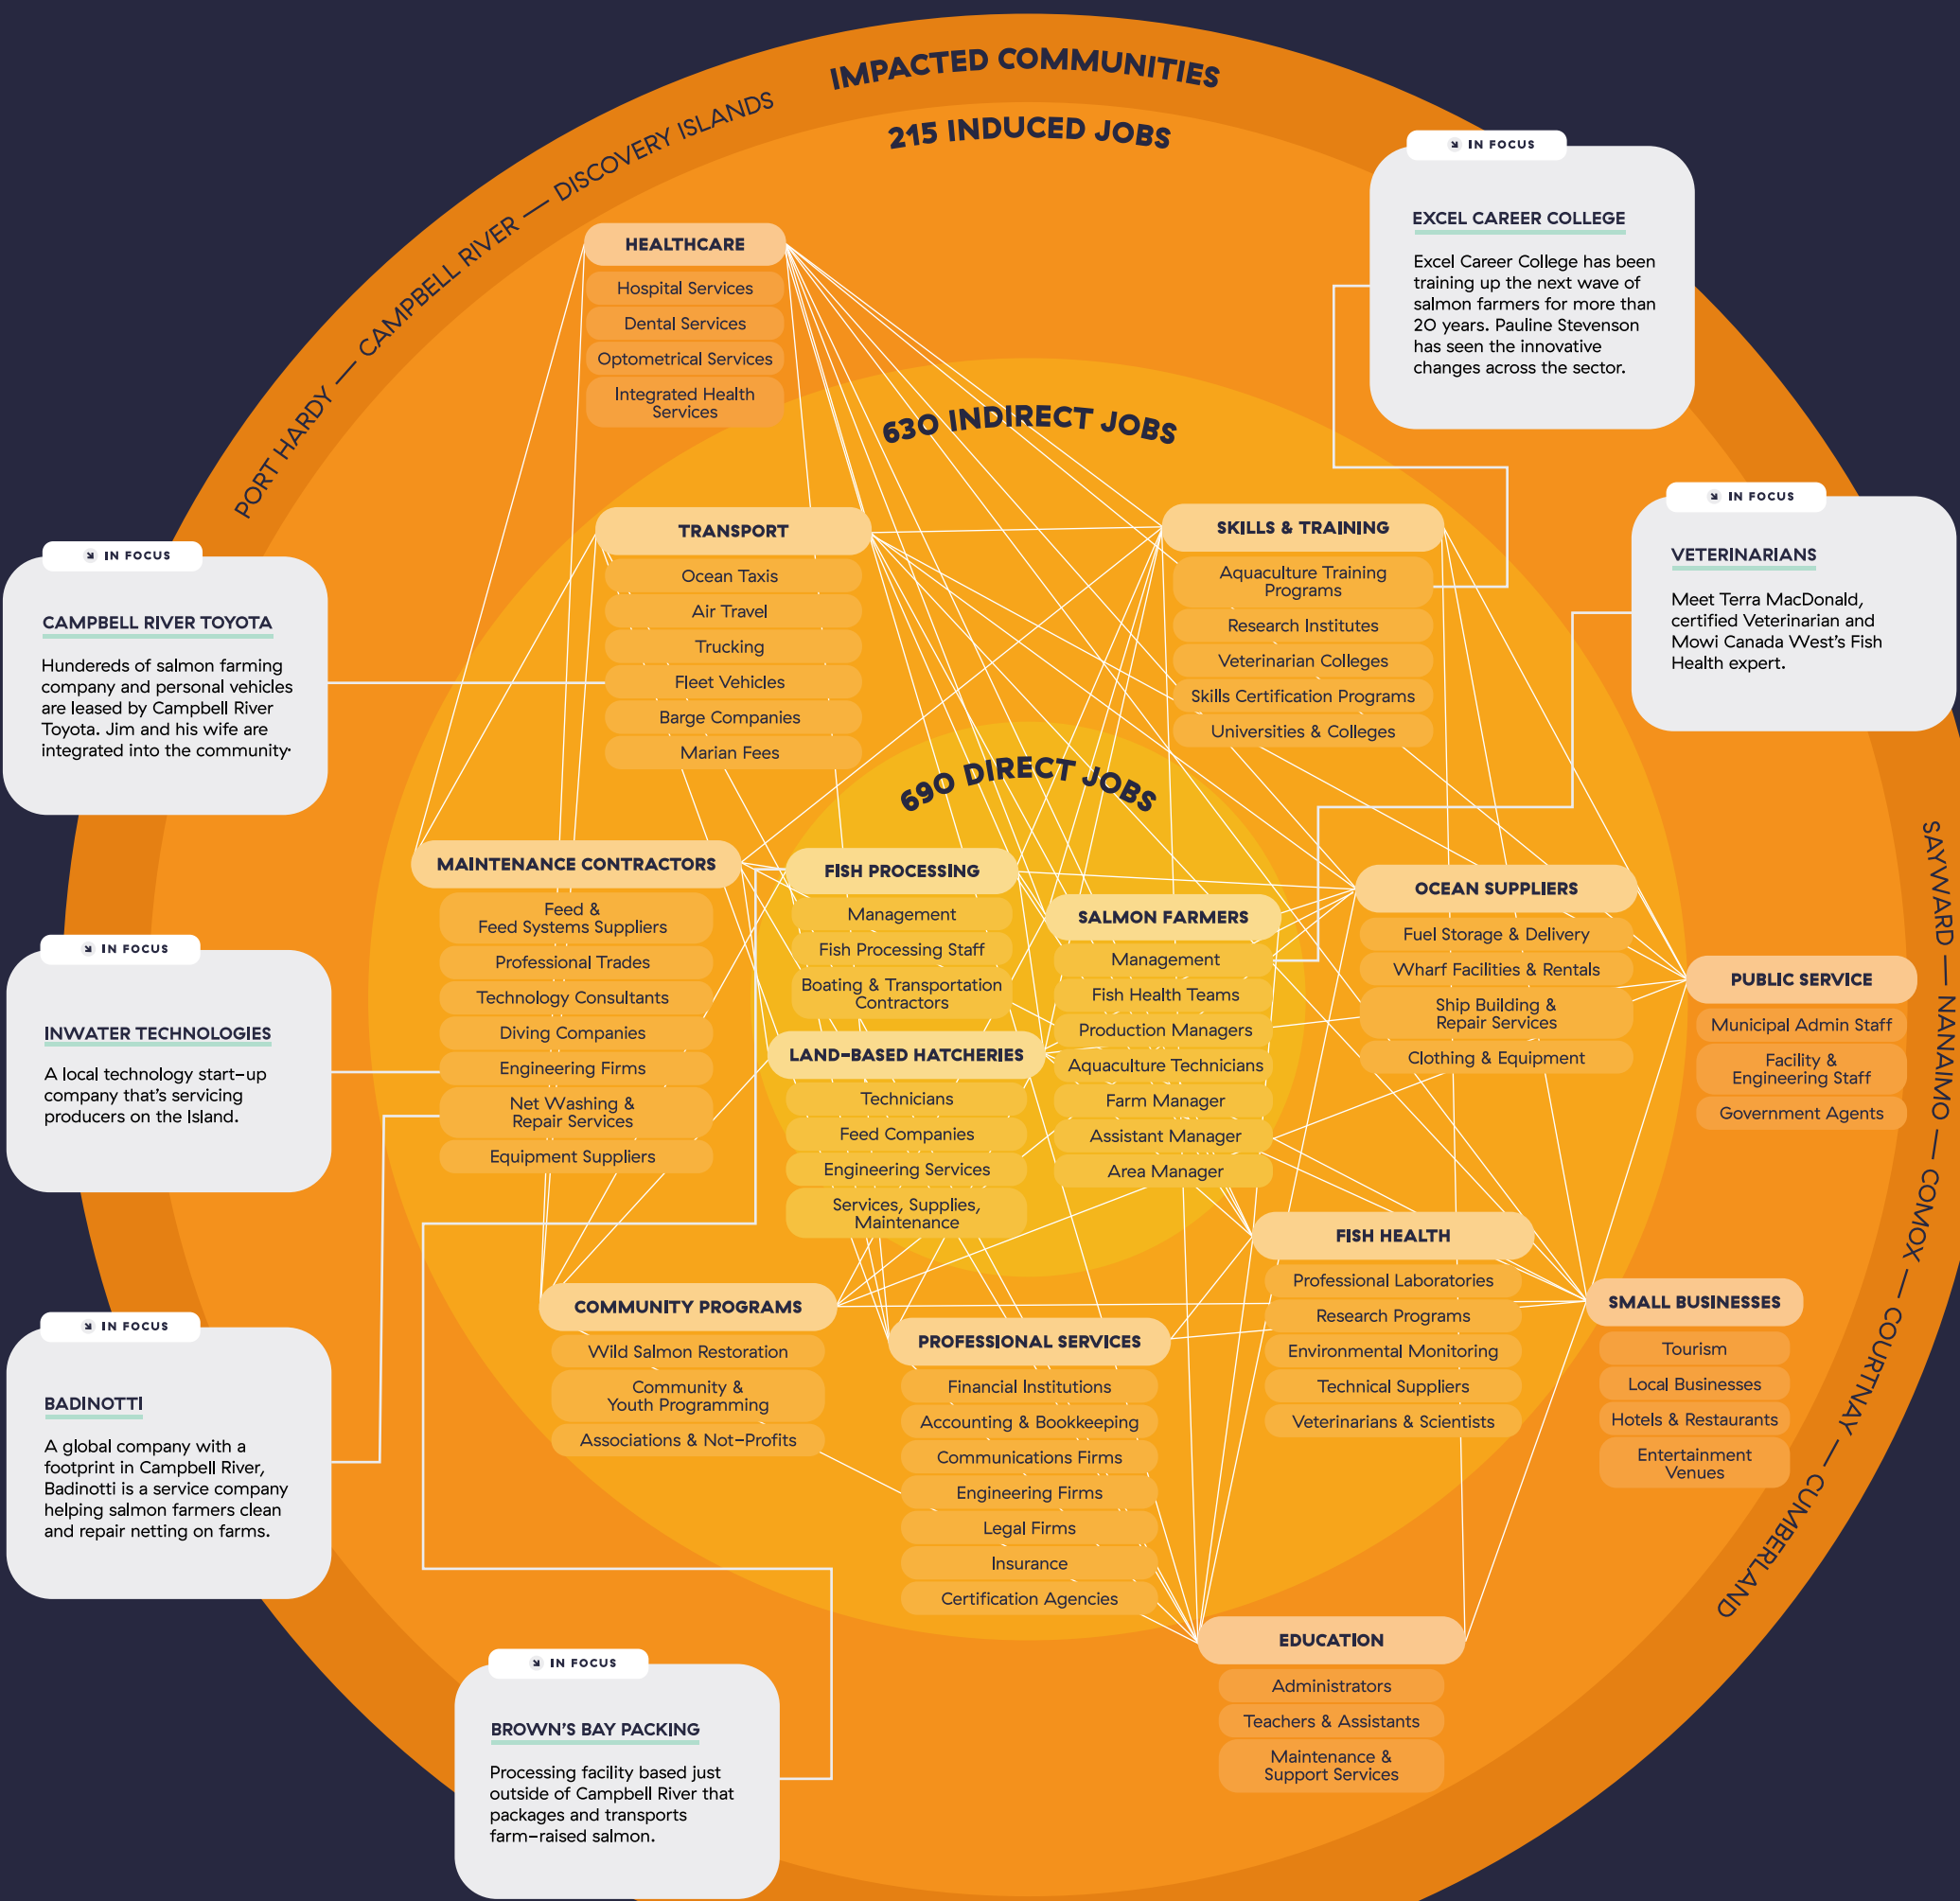 IMPACTED COMMUNITIES
215 INDUCED JOBS
PORT HARDY — CAMPBELL RIVER — DISCOVERY ISLANDS
SAYWARD — NANAIMO — COMOX — COURTNAY — CUMBERLAND
HEALTHCARE
Hospital Services
Dental Services
Optometrical Services
Integrated Health
Services
IN FOCUS
EXCEL CAREER COLLEGE
Excel Career College has been
training up the next wave of
salmon farmers for more than
20 years. Pauline Stevenson
has seen the innovative
changes across the sector.
630 INDIRECT JOBS
TRANSPORT
Ocean Taxis
Air Travel
Trucking
Fleet Vehicles
Barge Companies
Marian Fees
SKILLS & TRAINING
Aquaculture Training
Programs
Research Institutes
Veterinarian Colleges
Skills Certification Programs
Universities & Colleges
IN FOCUS
VETERINARIANS
Meet Terra MacDonald,
certified Veterinarian and
Mowi Canada West's Fish
Health expert.
IN FOCUS
CAMPBELL RIVER TOYOTA
Hundereds of salmon farming
company and personal vehicles
are leased by Campbell River
Toyota. Jim and his wife are
integrated into the community.
690 DIRECT JOBS
MAINTENANCE CONTRACTORS
Feed &
Feed Systems Suppliers
Professional Trades
Technology Consultants
Diving Companies
Engineering Firms
Net Washing &
Repair Services
Equipment Suppliers
FISH PROCESSING
Management
Fish Processing Staff
Boating & Transportation
Contractors
SALMON FARMERS
Management
Fish Health Teams
Production Managers
Aquaculture Technicians
Farm Manager
Assistant Manager
Area Manager
LAND-BASED HATCHERIES
Technicians
Feed Companies
Engineering Services
Services, Supplies,
Maintenance
OCEAN SUPPLIERS
Fuel Storage & Delivery
Wharf Facilities & Rentals
Ship Building &
Repair Services
Clothing & Equipment
PUBLIC SERVICE
Municipal Admin Staff
Facility &
Engineering Staff
Government Agents
IN FOCUS
INWATER TECHNOLOGIES
A local technology start-up
company that's servicing
producers on the Island.
FISH HEALTH
Professional Laboratories
Research Programs
Environmental Monitoring
Technical Suppliers
Veterinarians & Scientists
COMMUNITY PROGRAMS
Wild Salmon Restoration
Community &
Youth Programming
Associations & Not-Profits
PROFESSIONAL SERVICES
Financial Institutions
Accounting & Bookkeeping
Communications Firms
Engineering Firms
Legal Firms
Insurance
Certification Agencies
SMALL BUSINESSES
Tourism
Local Businesses
Hotels & Restaurants
Entertainment
Venues
IN FOCUS
BADINOTTI
A global company with a
footprint in Campbell River,
Badinotti is a service company
helping salmon farmers clean
and repair netting on farms.
EDUCATION
Administrators
Teachers & Assistants
Maintenance &
Support Services
IN FOCUS
BROWN'S BAY PACKING
Processing facility based just
outside of Campbell River that
packages and transports
farm-raised salmon.